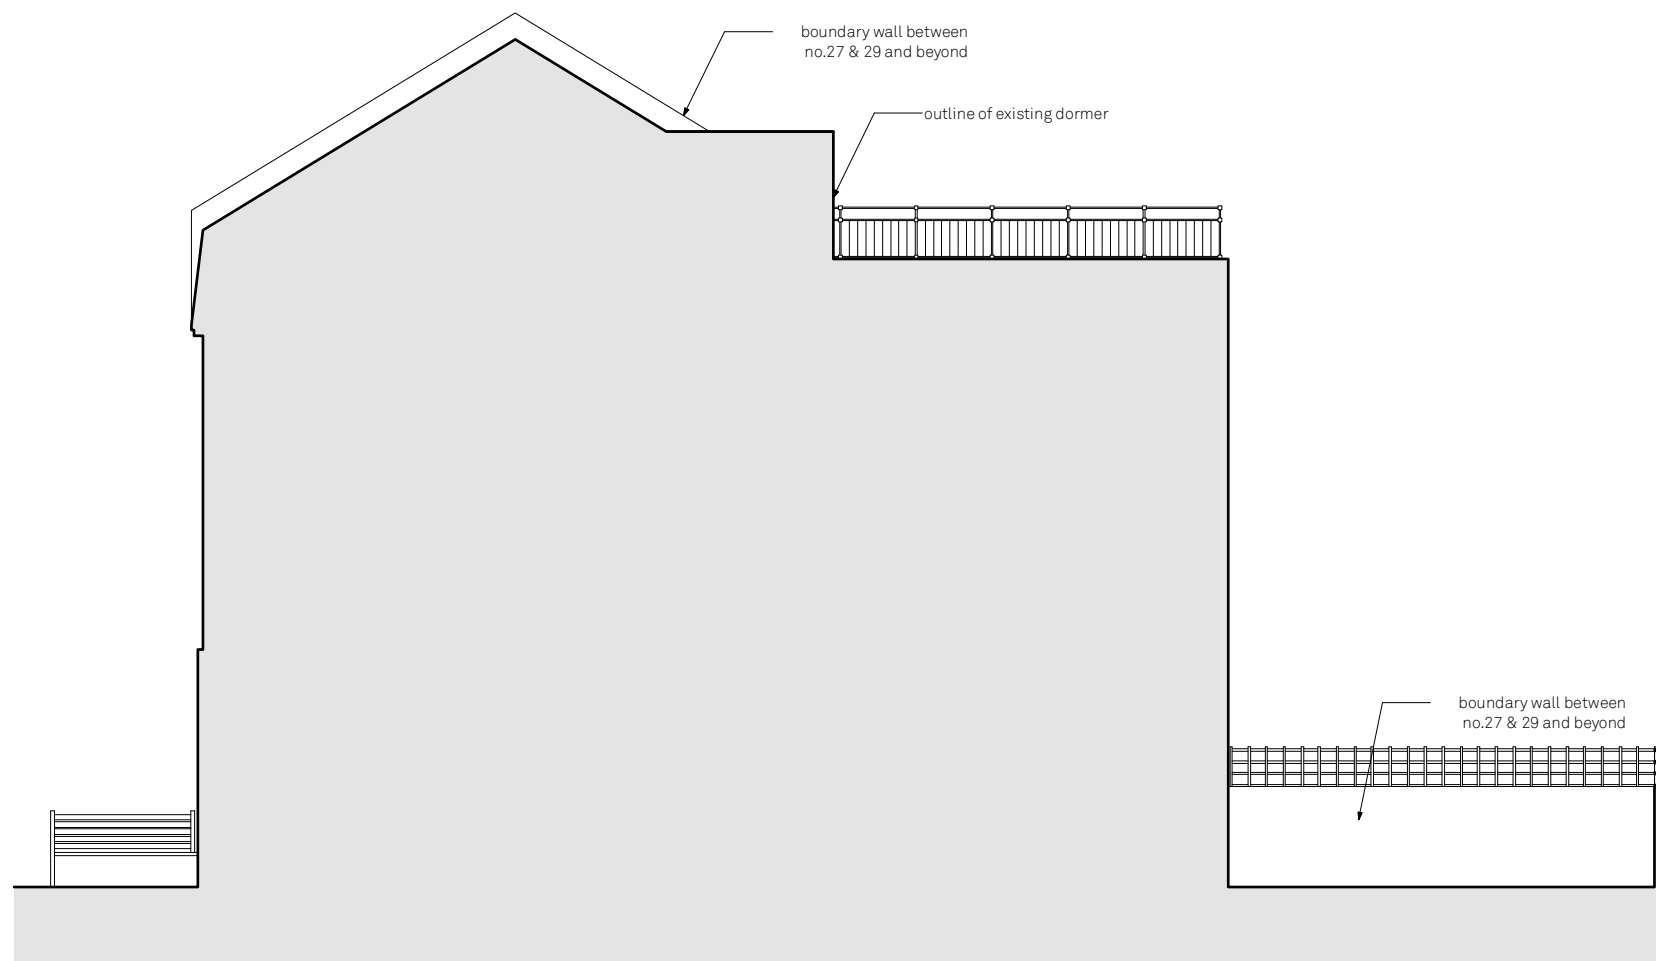 boundary wall between
no.27 & 29 and beyond
outline of existing dormer
boundary wall between
no.27 & 29 and beyond